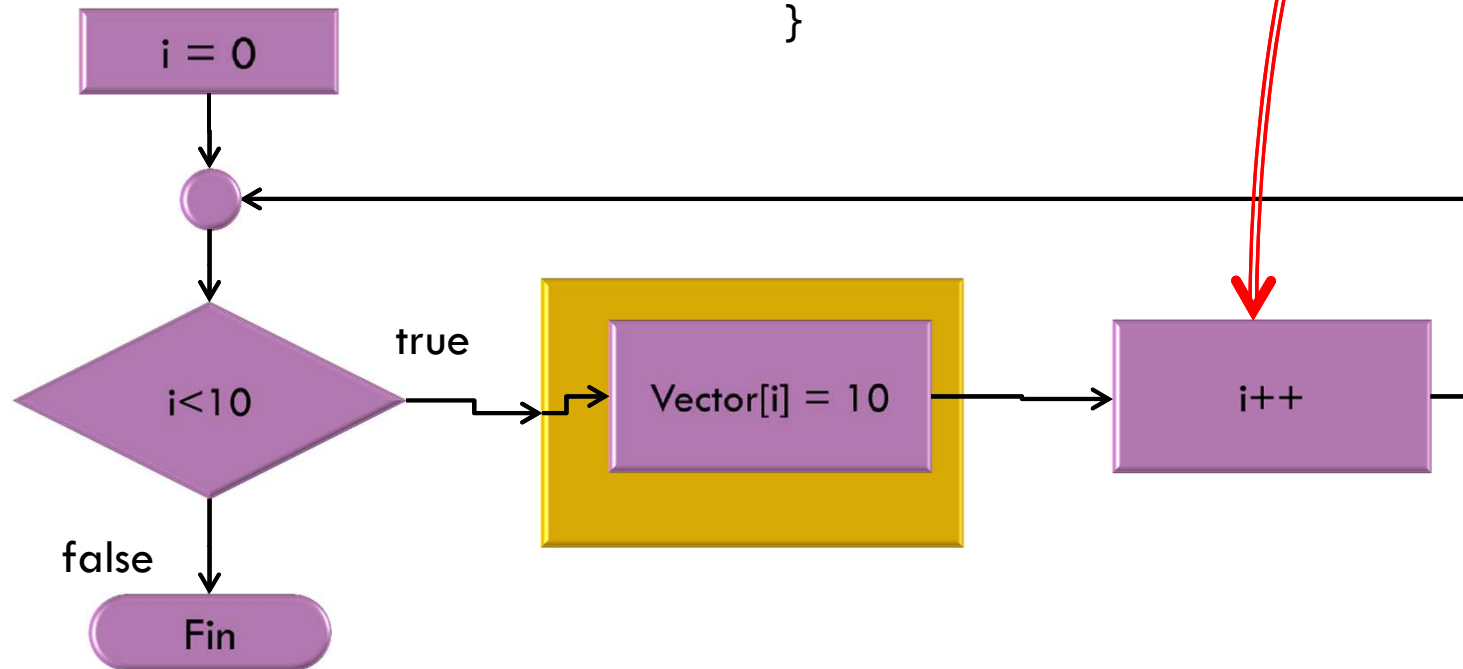 }
i = 0
true
i<10
Vector[i] = 10
i++
false
Fin